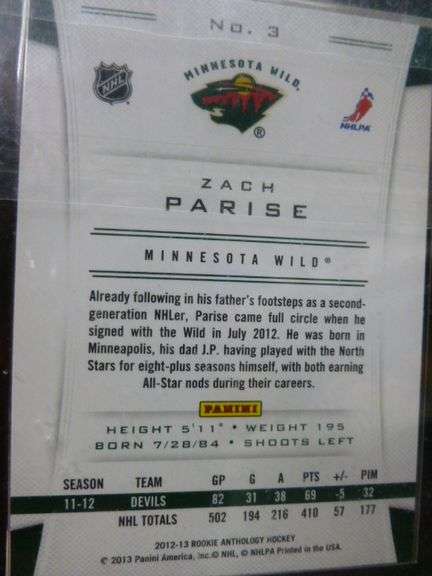 No. 3
NHL
MINNESOTA WILD
®
NHLPA
ZACH
PARISE
MINNESOTA WILD®
Already following in his father's footsteps as a second-
generation NHLer, Parise came full circle when he
signed with the Wild in July 2012. He was born in
Minneapolis, his dad J.P. having played with the North
Stars for eight-plus seasons himself, with both earning
All-Star nods during their careers.
PANINI
HEIGHT 5'11" • WEIGHT 195
BORN 7/28/84 • SHOOTS LEFT
SEASON TEAM GP G A PTS +/- PIM
11-12 DEVILS 82 31 38 69 -5 32
NHL TOTALS 502 194 216 410 57 177
2012-13 ROOKIE ANTHOLOGY HOCKEY
© 2013 Panini America, Inc. © NHL, © NHLPA Printed in the USA.